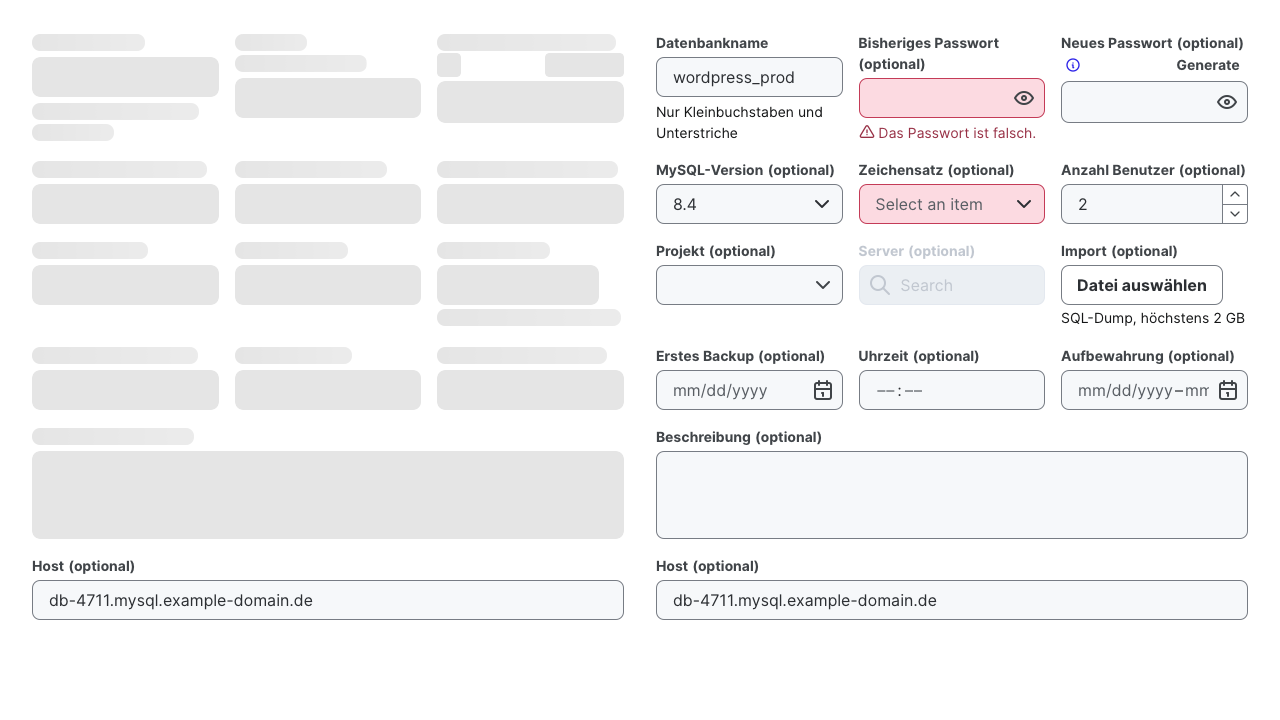 Datenbankname
wordpress_prod
Nur Kleinbuchstaben und
Unterstriche
Bisheriges Passwort
(optional)
Das Passwort ist falsch.
Neues Passwort (optional)
Generate
MySQL-Version (optional)
8.4
Zeichensatz (optional)
Select an item
Anzahl Benutzer (optional)
2
Projekt (optional)
Server (optional)
Search
Import (optional)
Datei auswählen
SQL-Dump, höchstens 2 GB
Erstes Backup (optional)
mm/dd/yyyy
Uhrzeit (optional)
––:––
Aufbewahrung (optional)
mm/dd/yyyy–mm
Beschreibung (optional)
Host (optional)
db-4711.mysql.example-domain.de
Host (optional)
db-4711.mysql.example-domain.de